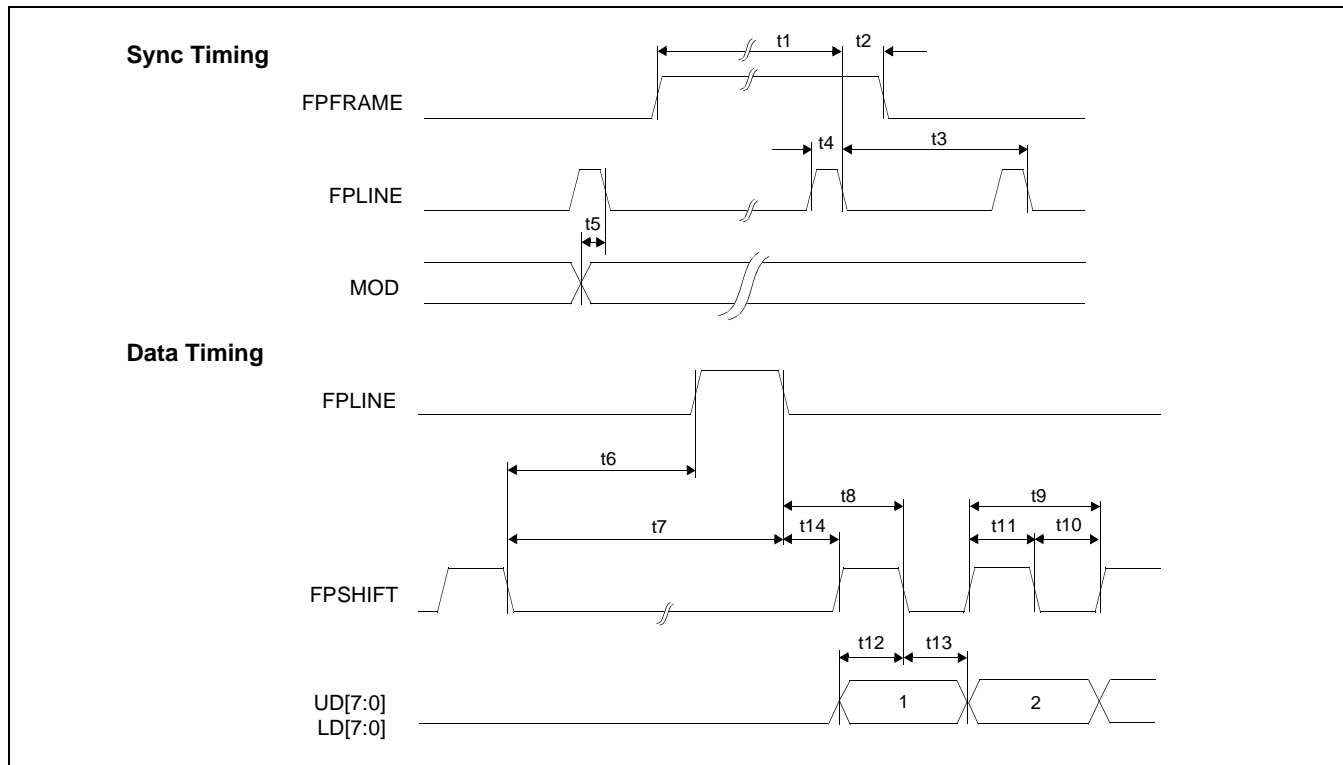 Sync Timing
t1
t2
FPFRAME
t4
t3
FPLINE
t5
MOD
Data Timing
FPLINE
t6
t8
t9
t7
t14
t11
t10
FPSHIFT
t12
t13
UD[7:0]
LD[7:0]
1
2